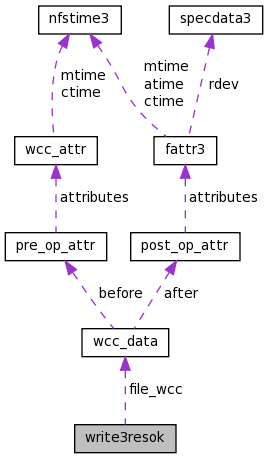 nfstime3 specdata3
mtime
ctime
mtime
atime
ctime
rdev
wcc_attr fattr3
attributes attributes
pre_op_attr post_op_attr
before after
wcc_data
file_wcc
write3resok